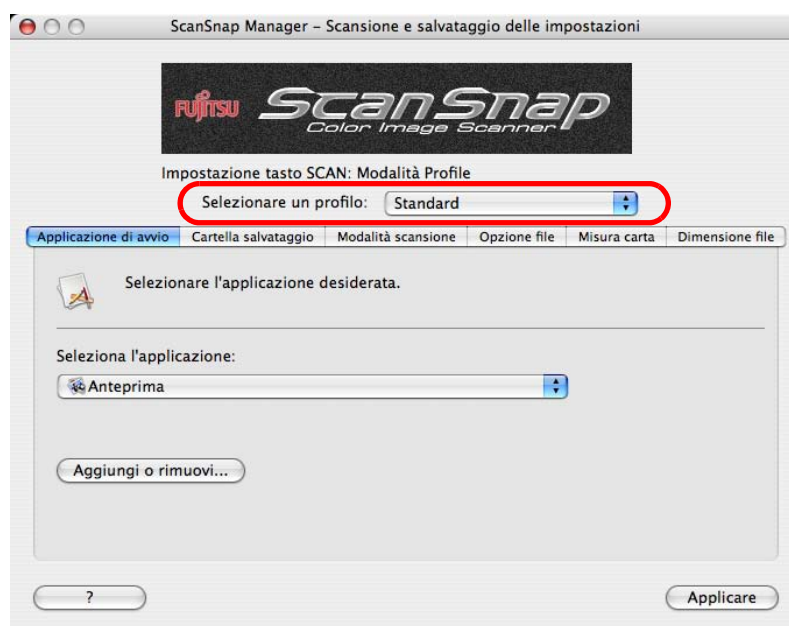 ScanSnap Manager – Scansione e salvataggio delle impostazioni
FUJITSU ScanSnap
Color Image Scanner
Impostazione tasto SCAN: Modalità Profile
Selezionare un profilo: Standard
Applicazione di avvio Cartella salvataggio Modalità scansione Opzione file Misura carta Dimensione file
Selezionare l'applicazione desiderata.
Seleziona l'applicazione:
Anteprima
Aggiungi o rimuovi...
? Applicare